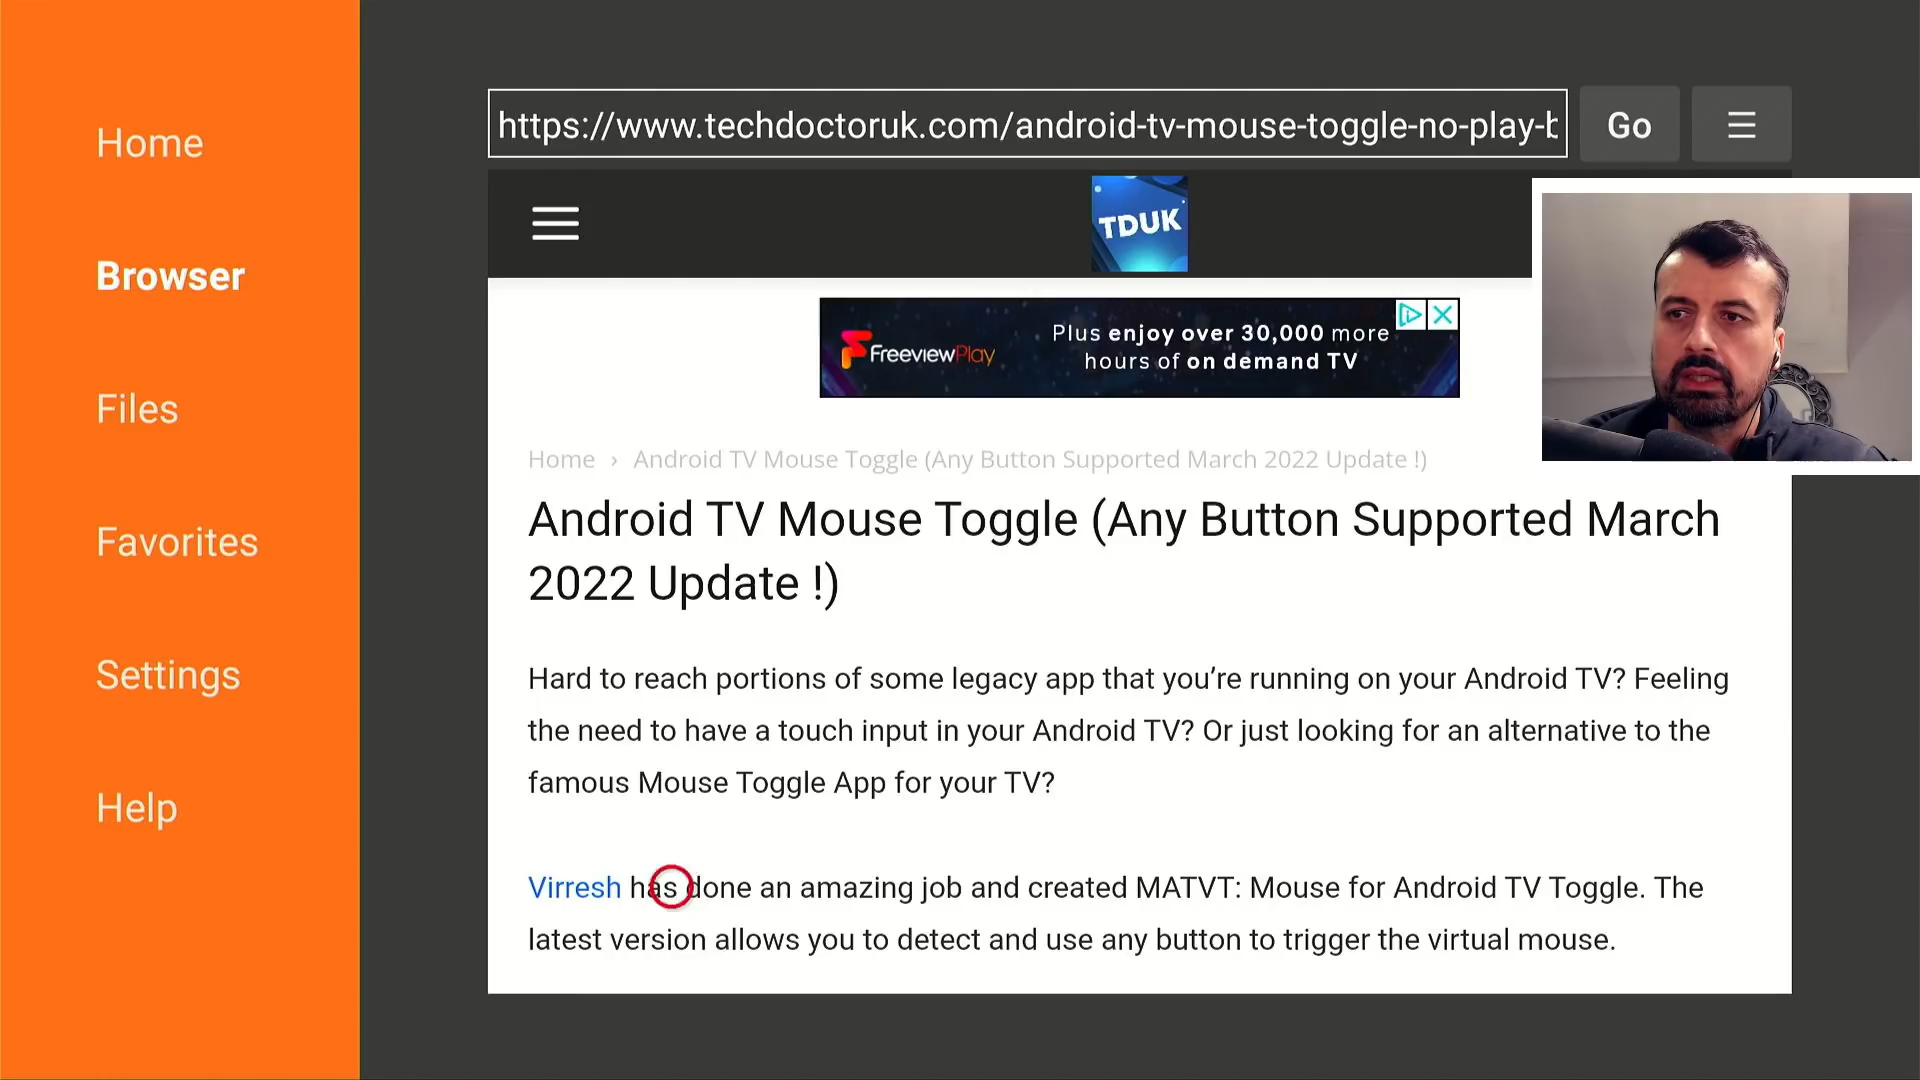 Home
Browser
Files
Favorites
Settings
Help
https://www.techdoctoruk.com/android-tv-mouse-toggle-no-play-b
Go
TDUK
FreeviewPlay
Plus enjoy over 30,000 more
hours of on demand TV
Home › Android TV Mouse Toggle (Any Button Supported March 2022 Update !)
Android TV Mouse Toggle (Any Button Supported March
2022 Update !)
Hard to reach portions of some legacy app that you’re running on your Android TV? Feeling
the need to have a touch input in your Android TV? Or just looking for an alternative to the
famous Mouse Toggle App for your TV?
Virresh has done an amazing job and created MATVT: Mouse for Android TV Toggle. The
latest version allows you to detect and use any button to trigger the virtual mouse.